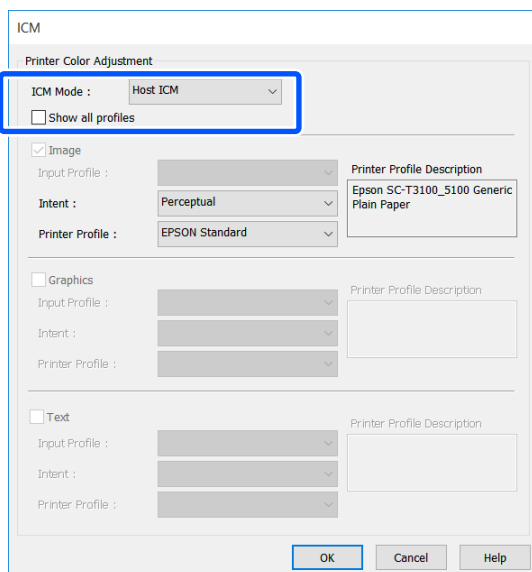 ICM
Printer Color Adjustment
ICM Mode : Host ICM
Show all profiles
Image
Input Profile :
Printer Profile Description
Intent : Perceptual
Epson SC-T3100_5100 Generic
Plain Paper
Printer Profile : EPSON Standard
Graphics
Printer Profile Description
Input Profile :
Intent :
Printer Profile :
Text
Printer Profile Description
Input Profile :
Intent :
Printer Profile :
OK Cancel Help